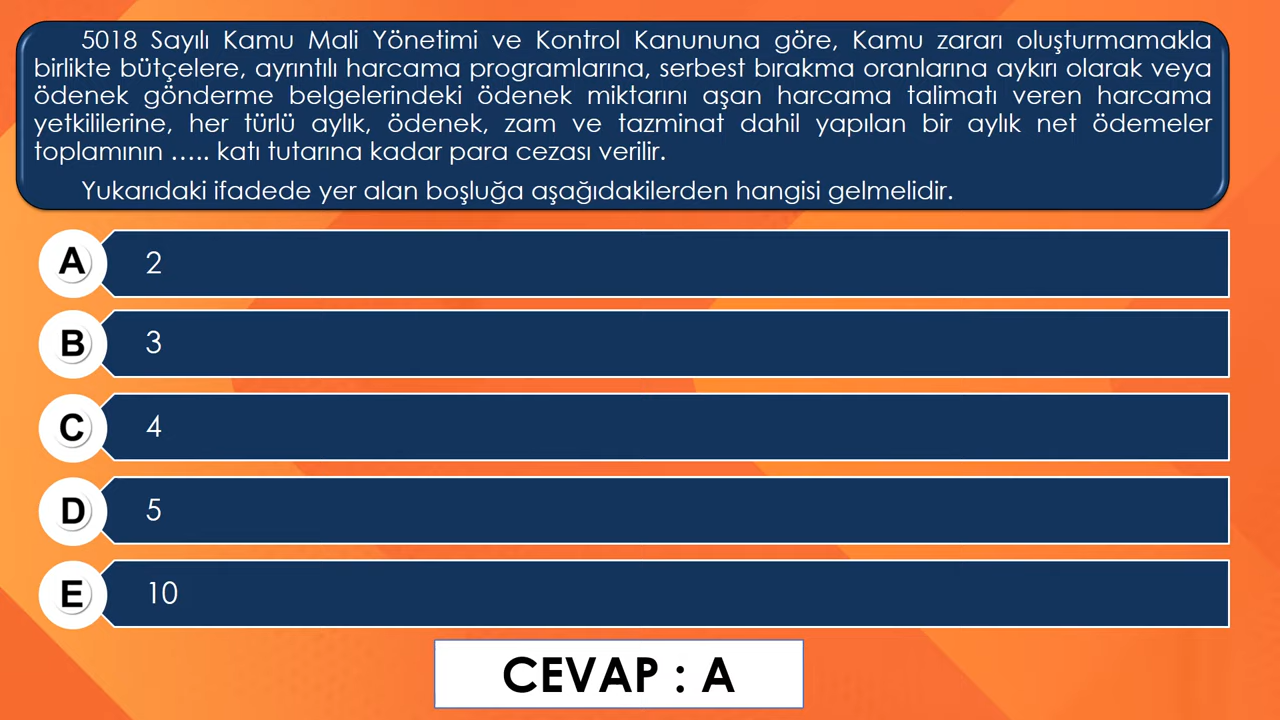 5018 Sayılı Kamu Mali Yönetimi ve Kontrol Kanununa göre, Kamu zararı oluşturmamakla
birlikte bütçelere, ayrıntılı harcama programlarına, serbest bırakma oranlarına aykırı olarak veya
ödenek gönderme belgelerindeki ödenek miktarını aşan harcama talimatı veren harcama
yetkililerine, her türlü aylık, ödenek, zam ve tazminat dahil yapılan bir aylık net ödemeler
toplamının ..... katı tutarına kadar para cezası verilir.
Yukarıdaki ifadede yer alan boşluğa aşağıdakilerden hangisi gelmelidir.
A 2
B 3
C 4
D 5
E 10
CEVAP : A